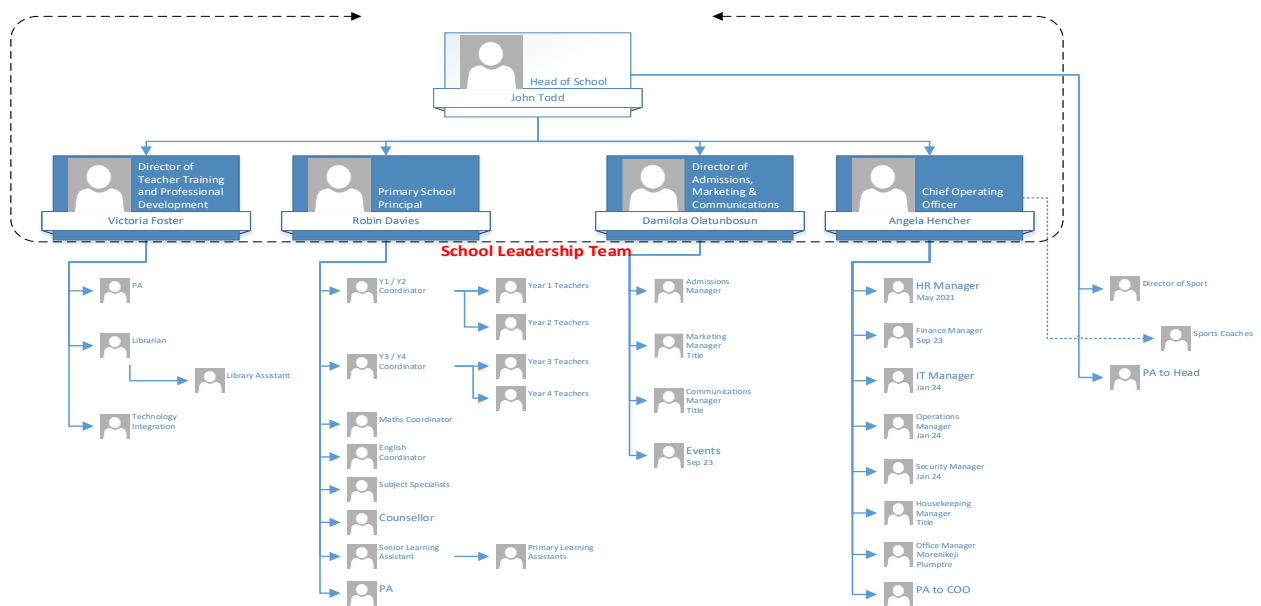 Head of School
John Todd
Director of
Teacher Training
and Professional
Development
Victoria Foster
Primary School
Principal
Robin Davies
Director of
Admissions,
Marketing &
Communications
Damilola Olatunbosun
Chief Operating
Officer
Angela Hencher
School Leadership Team
PA
Librarian
Library Assistant
Technology
Integration
Y1 / Y2
Coordinator
Year 1 Teachers
Year 2 Teachers
Y3 / Y4
Coordinator
Year 3 Teachers
Year 4 Teachers
Maths Coordinator
English
Coordinator
Subject Specialists
Counsellor
Senior Learning
Assistant
Primary Learning
Assistants
PA
Admissions
Manager
Marketing
Manager
Title
Communications
Manager
Title
Events
Sep 23
HR Manager
May 2021
Finance Manager
Sep 23
IT Manager
Jan 24
Operations
Manager
Jan 24
Security Manager
Jan 24
Housekeeping
Manager
Title
Office Manager
Morenikeji
Plumptre
PA to COO
Director of Sport
Sports Coaches
PA to Head